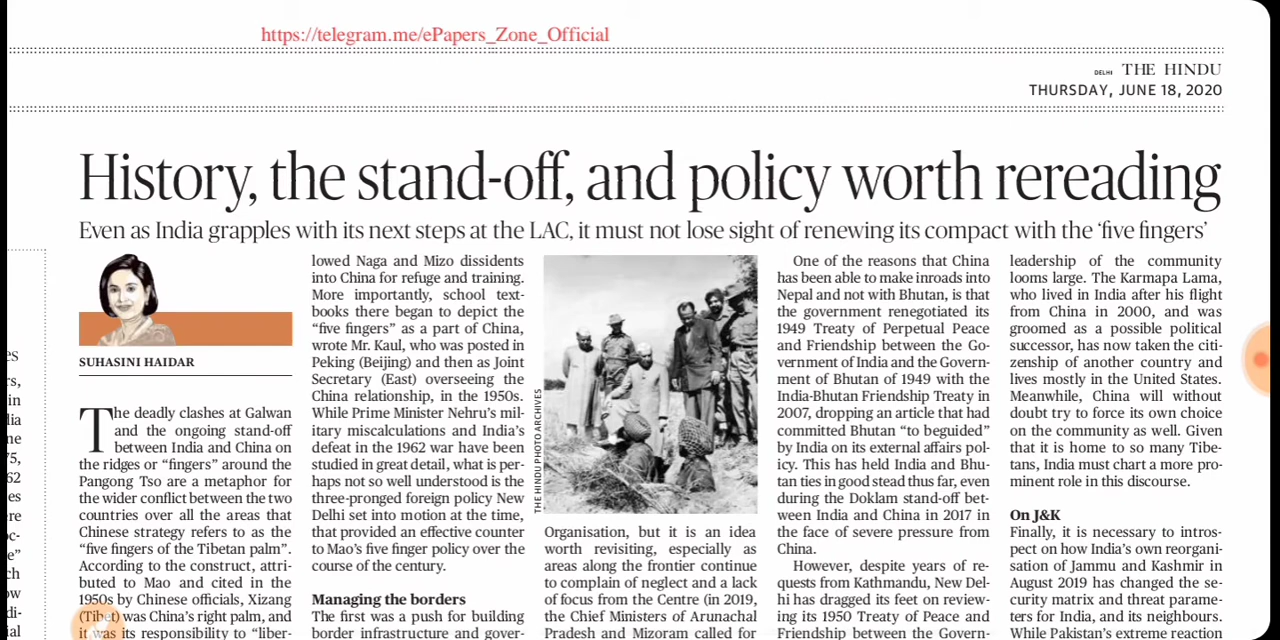 https://telegram.me/ePapers_Zone_Official
DELHI THE HINDU
THURSDAY, JUNE 18, 2020
History, the stand-off, and policy worth rereading
Even as India grapples with its next steps at the LAC, it must not lose sight of renewing its compact with the ‘five fingers’
SUHASINI HAIDAR
The deadly clashes at Galwan
and the ongoing stand-off
between India and China on
the ridges or “fingers” around the
Pangong Tso are a metaphor for
the wider conflict between the two
countries over all the areas that
Chinese strategy refers to as the
“five fingers of the Tibetan palm”.
According to the construct, attri-
buted to Mao and cited in the
1950s by Chinese officials, Xizang
(Tibet) was China’s right palm, and
it was its responsibility to “liber-
lowed Naga and Mizo dissidents
into China for refuge and training.
More importantly, school text-
books there began to depict the
“five fingers” as a part of China,
wrote Mr. Kaul, who was posted in
Peking (Beijing) and then as Joint
Secretary (East) overseeing the
China relationship, in the 1950s.
While Prime Minister Nehru’s mil-
itary miscalculations and India’s
defeat in the 1962 war have been
studied in great detail, what is per-
haps not so well understood is the
three-pronged foreign policy New
Delhi set into motion at the time,
that provided an effective counter
to Mao’s five finger policy over the
course of the century.
Managing the borders
The first was a push for building
border infrastructure and gover-
THE HINDU PHOTO ARCHIVES
Organisation, but it is an idea
worth revisiting, especially as
areas along the frontier continue
to complain of neglect and a lack
of focus from the Centre (in 2019,
the Chief Ministers of Arunachal
Pradesh and Mizoram called for
One of the reasons that China
has been able to make inroads into
Nepal and not with Bhutan, is that
the government renegotiated its
1949 Treaty of Perpetual Peace
and Friendship between the Go-
vernment of India and the Govern-
ment of Bhutan of 1949 with the
India-Bhutan Friendship Treaty in
2007, dropping an article that had
committed Bhutan “to beguided”
by India on its external affairs pol-
icy. This has held India and Bhu-
tan ties in good stead thus far, even
during the Doklam stand-off bet-
ween India and China in 2017 in
the face of severe pressure from
China.
However, despite years of re-
quests from Kathmandu, New Del-
hi has dragged its feet on review-
ing its 1950 Treaty of Peace and
Friendship between the Govern-
leadership of the community
looms large. The Karmapa Lama,
who lived in India after his flight
from China in 2000, and was
groomed as a possible political
successor, has now taken the citi-
zenship of another country and
lives mostly in the United States.
Meanwhile, China will without
doubt try to force its own choice
on the community as well. Given
that it is home to so many Tibe-
tans, India must chart a more pro-
minent role in this discourse.
On J&K
Finally, it is necessary to intros-
pect on how India’s own reorgani-
sation of Jammu and Kashmir in
August 2019 has changed the se-
curity matrix and threat parame-
ters for India, and its neighbours.
While Pakistan’s extreme reaction